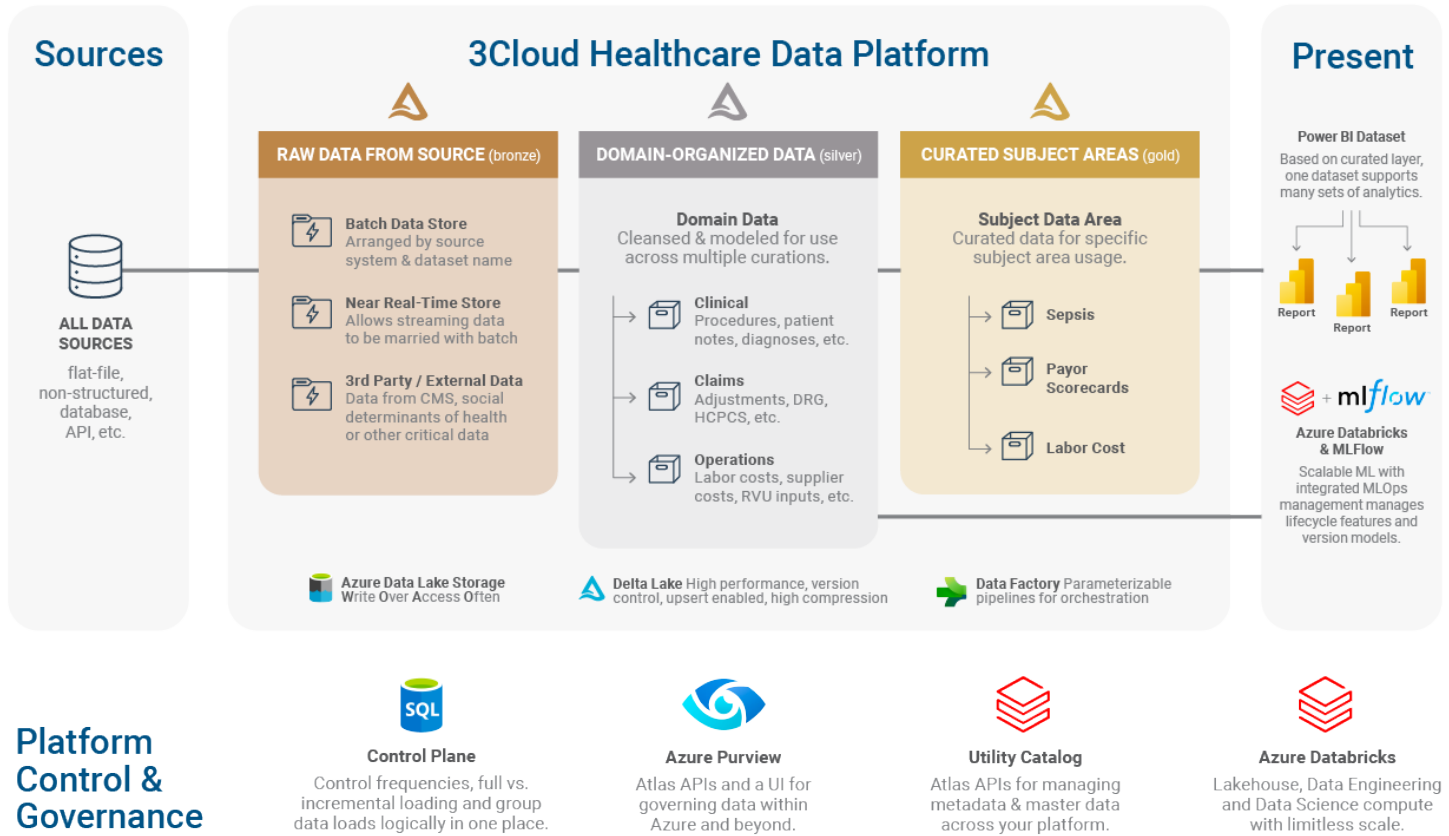 Sources
ALL DATA
SOURCES
flat-file,
non-structured,
database,
API, etc.
3Cloud Healthcare Data Platform
RAW DATA FROM SOURCE (bronze)
Batch Data Store
Arranged by source
system & dataset name
Near Real-Time Store
Allows streaming data
to be married with batch
3rd Party / External Data
Data from CMS, social
determinants of health
or other critical data
DOMAIN-ORGANIZED DATA (silver)
Domain Data
Cleansed & modeled for use
across multiple curations.
Clinical
Procedures, patient
notes, diagnoses, etc.
Claims
Adjustments, DRG,
HCPCS, etc.
Operations
Labor costs, supplier
costs, RVU inputs, etc.
CURATED SUBJECT AREAS (gold)
Subject Data Area
Curated data for specific
subject area usage.
Sepsis
Payor
Scorecards
Labor Cost
Azure Data Lake Storage
Write Over Access Often
Delta Lake High performance, version
control, upsert enabled, high compression
Data Factory Parameterizable
pipelines for orchestration
Present
Power BI Dataset
Based on curated layer,
one dataset supports
many sets of analytics.
Report
Report
Report
+ mlflow™
Azure Databricks
& MLFlow
Scalable ML with
integrated MLOps
management manages
lifecycle features and
version models.
Platform
Control &
Governance
SQL
Control Plane
Control frequencies, full vs.
incremental loading and group
data loads logically in one place.
Azure Purview
Atlas APIs and a UI for
governing data within
Azure and beyond.
Utility Catalog
Atlas APIs for managing
metadata & master data
across your platform.
Azure Databricks
Lakehouse, Data Engineering
and Data Science compute
with limitless scale.